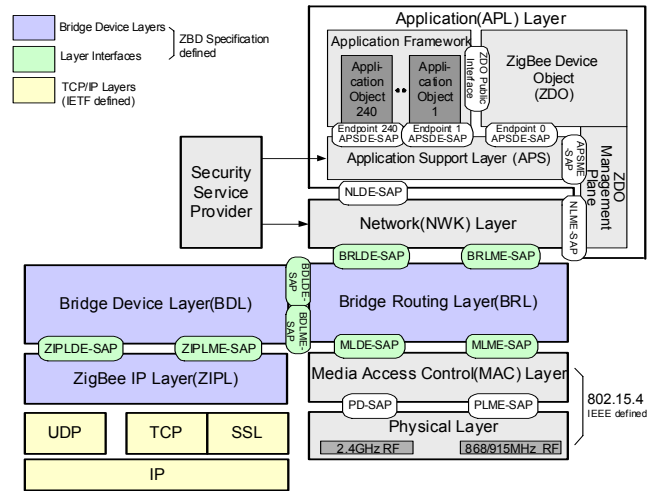 Bridge Device Layers
Layer Interfaces
ZBD Specification
defined
TCP/IP Layers
(IETF defined)
Application(APL) Layer
Application Framework
Appli-
cation
Object
240
Appli-
cation
Object
1
ZDO Public
Interface
ZigBee Device
Object
(ZDO)
Endpoint 240
APSDE-SAP
Endpoint 1
APSDE-SAP
Endpoint 0
APSDE-SAP
Application Support Layer (APS)
APSME
-SAP
ZDO
Management
Plane
Security
Service
Provider
NLDE-SAP
NLME-SAP
Network(NWK) Layer
BRLDE-SAP
BRLME-SAP
Bridge Device Layer(BDL)
BDLDE-
SAP
BDLME-
SAP
Bridge Routing Layer(BRL)
ZIPLDE-SAP
ZIPLME-SAP
MLDE-SAP
MLME-SAP
ZigBee IP Layer(ZIPL)
Media Access Control(MAC) Layer
PD-SAP
PLME-SAP
802.15.4
IEEE defined
UDP
TCP
SSL
Physical Layer
2.4GHz RF
868/915MHz RF
IP